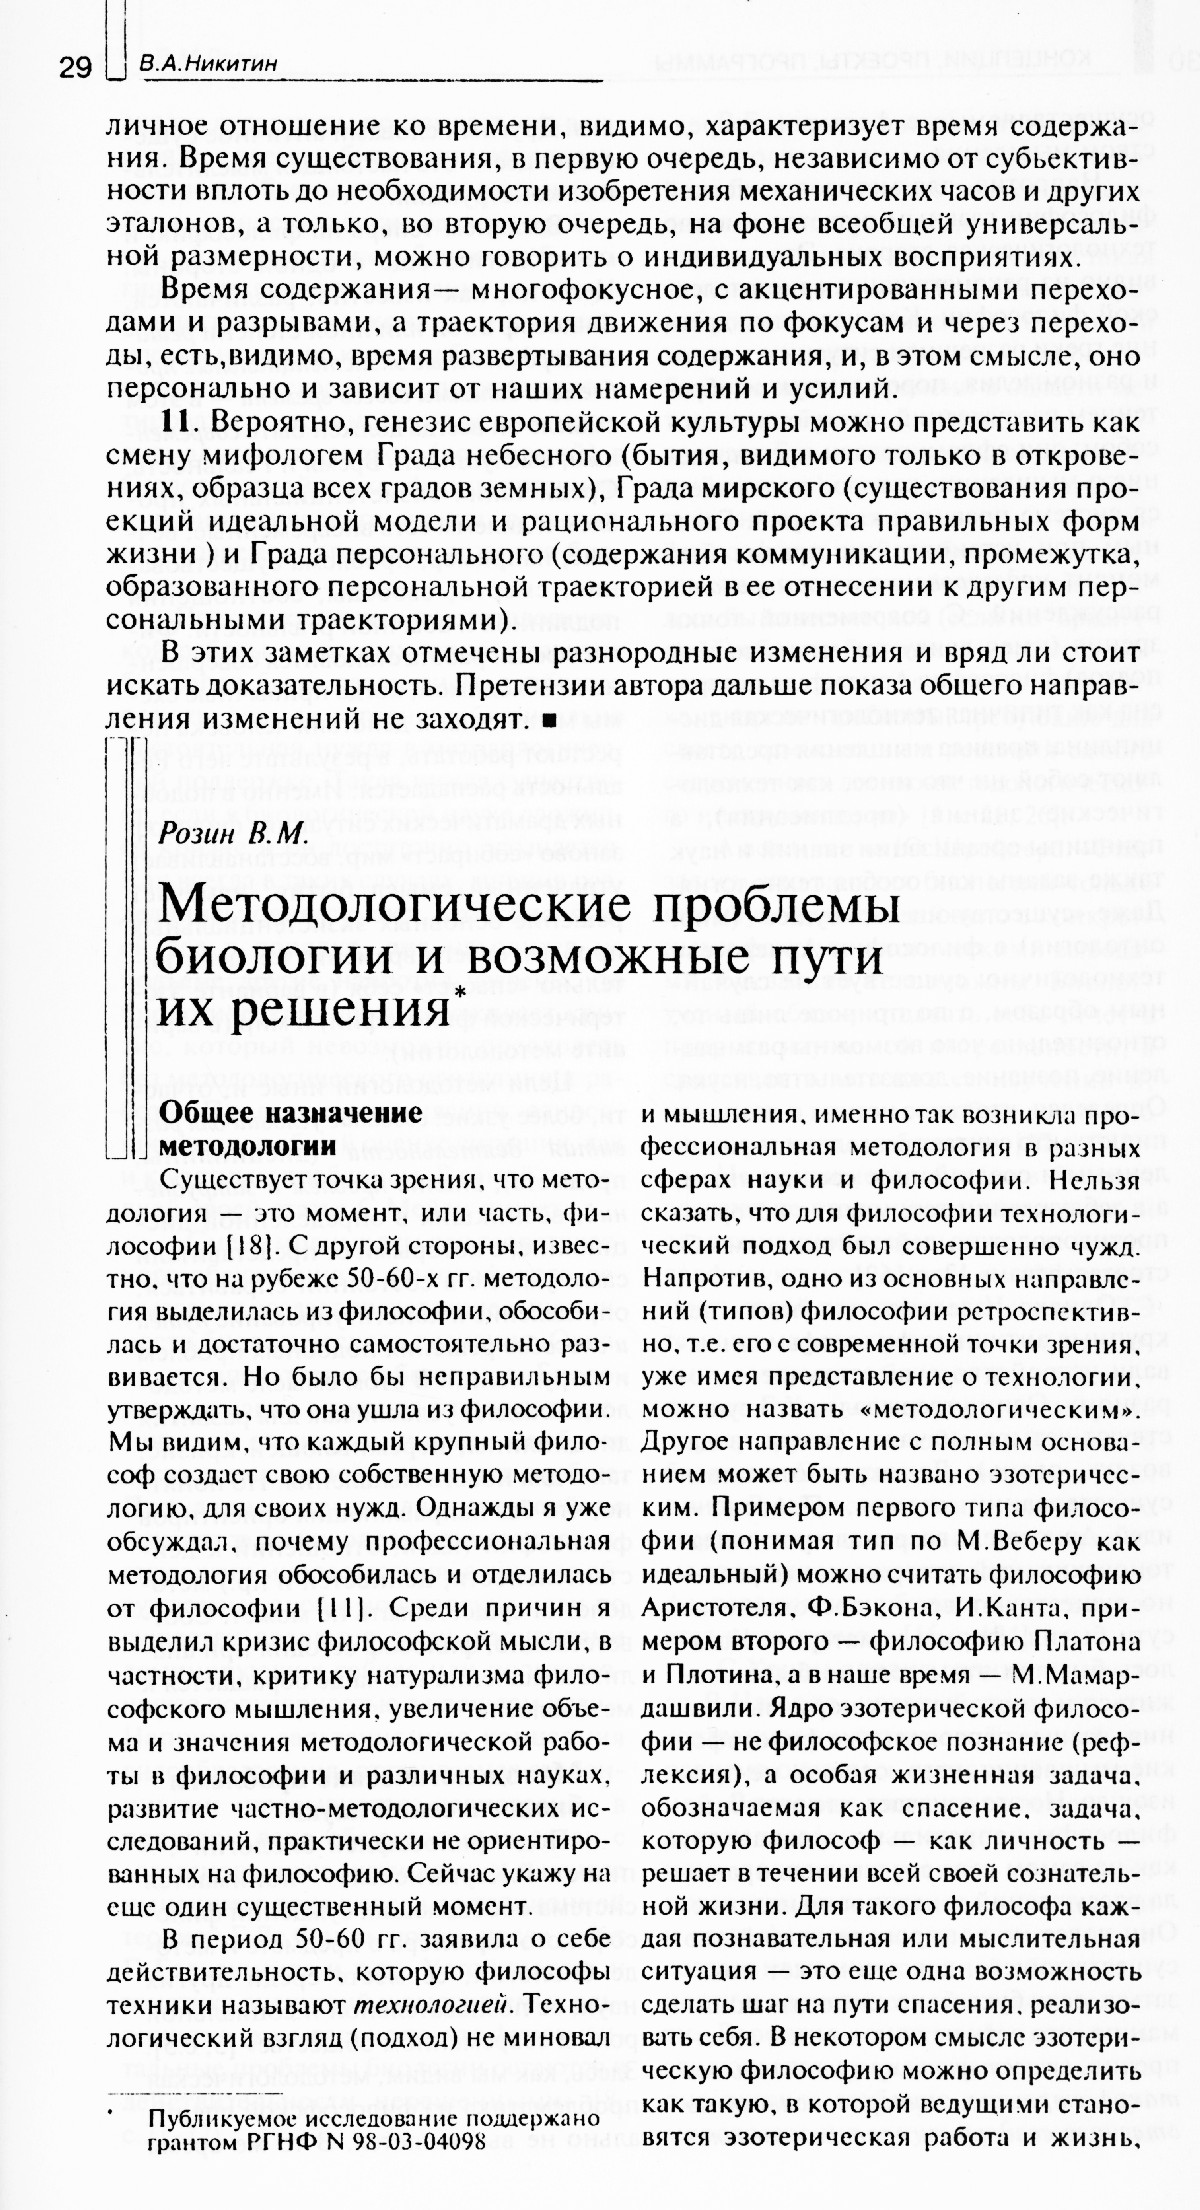 29
В.А.Никитин
личное отношение ко времени, видимо, характеризует время содержа-
ния. Время существования, в первую очередь, независимо от субъектив-
ности вплоть до необходимости изобретения механических часов и других
эталонов, а только, во вторую очередь, на фоне всеобщей универсаль-
ной размерности, можно говорить о индивидуальных восприятиях.
Время содержания— многофокусное, с акцентированными перехо-
дами и разрывами, а траектория движения по фокусам и через перехо-
ды, есть,видимо, время развертывания содержания, и, в этом смысле, оно
персонально и зависит от наших намерений и усилий.
11. Вероятно, генезис европейской культуры можно представить как
смену мифологем Града небесного (бытия, видимого только в открове-
ниях, образца всех градов земных), Града мирского (существования про-
екций идеальной модели и рационального проекта правильных форм
жизни ) и Града персонального (содержания коммуникации, промежутка,
образованного персональной траекторией в ее отнесении к другим пер-
сональными траекториями).
В этих заметках отмечены разнородные изменения и вряд ли стоит
искать доказательность. Претензии автора дальше показа общего направ-
ления изменений не заходят. ■
Розин В.М.
Методологические проблемы
биологии и возможные пути
их решения*
Общее назначение
методологии
Существует точка зрения, что мето-
дология — это момент, или часть, фи-
лософии [18]. С другой стороны, извес-
тно, что на рубеже 50-60-х гг. методоло-
гия выделилась из философии, обособи-
лась и достаточно самостоятельно раз-
вивается. Но было бы неправильным
утверждать, что она ушла из философии.
Мы видим, что каждый крупный фило-
соф создает свою собственную методо-
логию, для своих нужд. Однажды я уже
обсуждал, почему профессиональная
методология обособилась и отделилась
от философии [11]. Среди причин я
выделил кризис философской мысли, в
частности, критику натурализма фило-
софского мышления, увеличение объе-
ма и значения методологической рабо-
ты в философии и различных науках,
развитие частно-методологических ис-
следований, практически не ориентиро-
ванных на философию. Сейчас укажу на
еще один существенный момент.
В период 50-60 гг. заявила о себе
действительность, которую философы
техники называют технологией. Техно-
логический взгляд (подход) не миновал
* Публикуемое исследование поддержано
грантом РГНФ N 98-03-04098
и мышления, именно так возникла про-
фессиональная методология в разных
сферах науки и философии. Нельзя
сказать, что для философии технологи-
ческий подход был совершенно чужд.
Напротив, одно из основных направле-
ний (типов) философии ретроспектив-
но, т.е. его с современной точки зрения,
уже имея представление о технологии,
можно назвать «методологическим».
Другое направление с полным основа-
нием может быть названо эзотеричес-
ким. Примером первого типа филосо-
фии (понимая тип по М.Веберу как
идеальный) можно считать философию
Аристотеля, Ф.Бэкона, И.Канта, при-
мером второго — философию Платона
и Плотина, а в наше время — М.Мамар-
дашвили. Ядро эзотерической филосо-
фии — не философское познание (реф-
лексия), а особая жизненная задача,
обозначаемая как спасение, задача,
которую философ — как личность —
решает в течении всей своей сознатель-
ной жизни. Для такого философа каж-
дая познавательная или мыслительная
ситуация — это еще одна возможность
сделать шаг на пути спасения, реализо-
вать себя. В некотором смысле эзотери-
ческую философию можно определить
как такую, в которой ведущими стано-
вятся эзотерическая работа и жизнь,